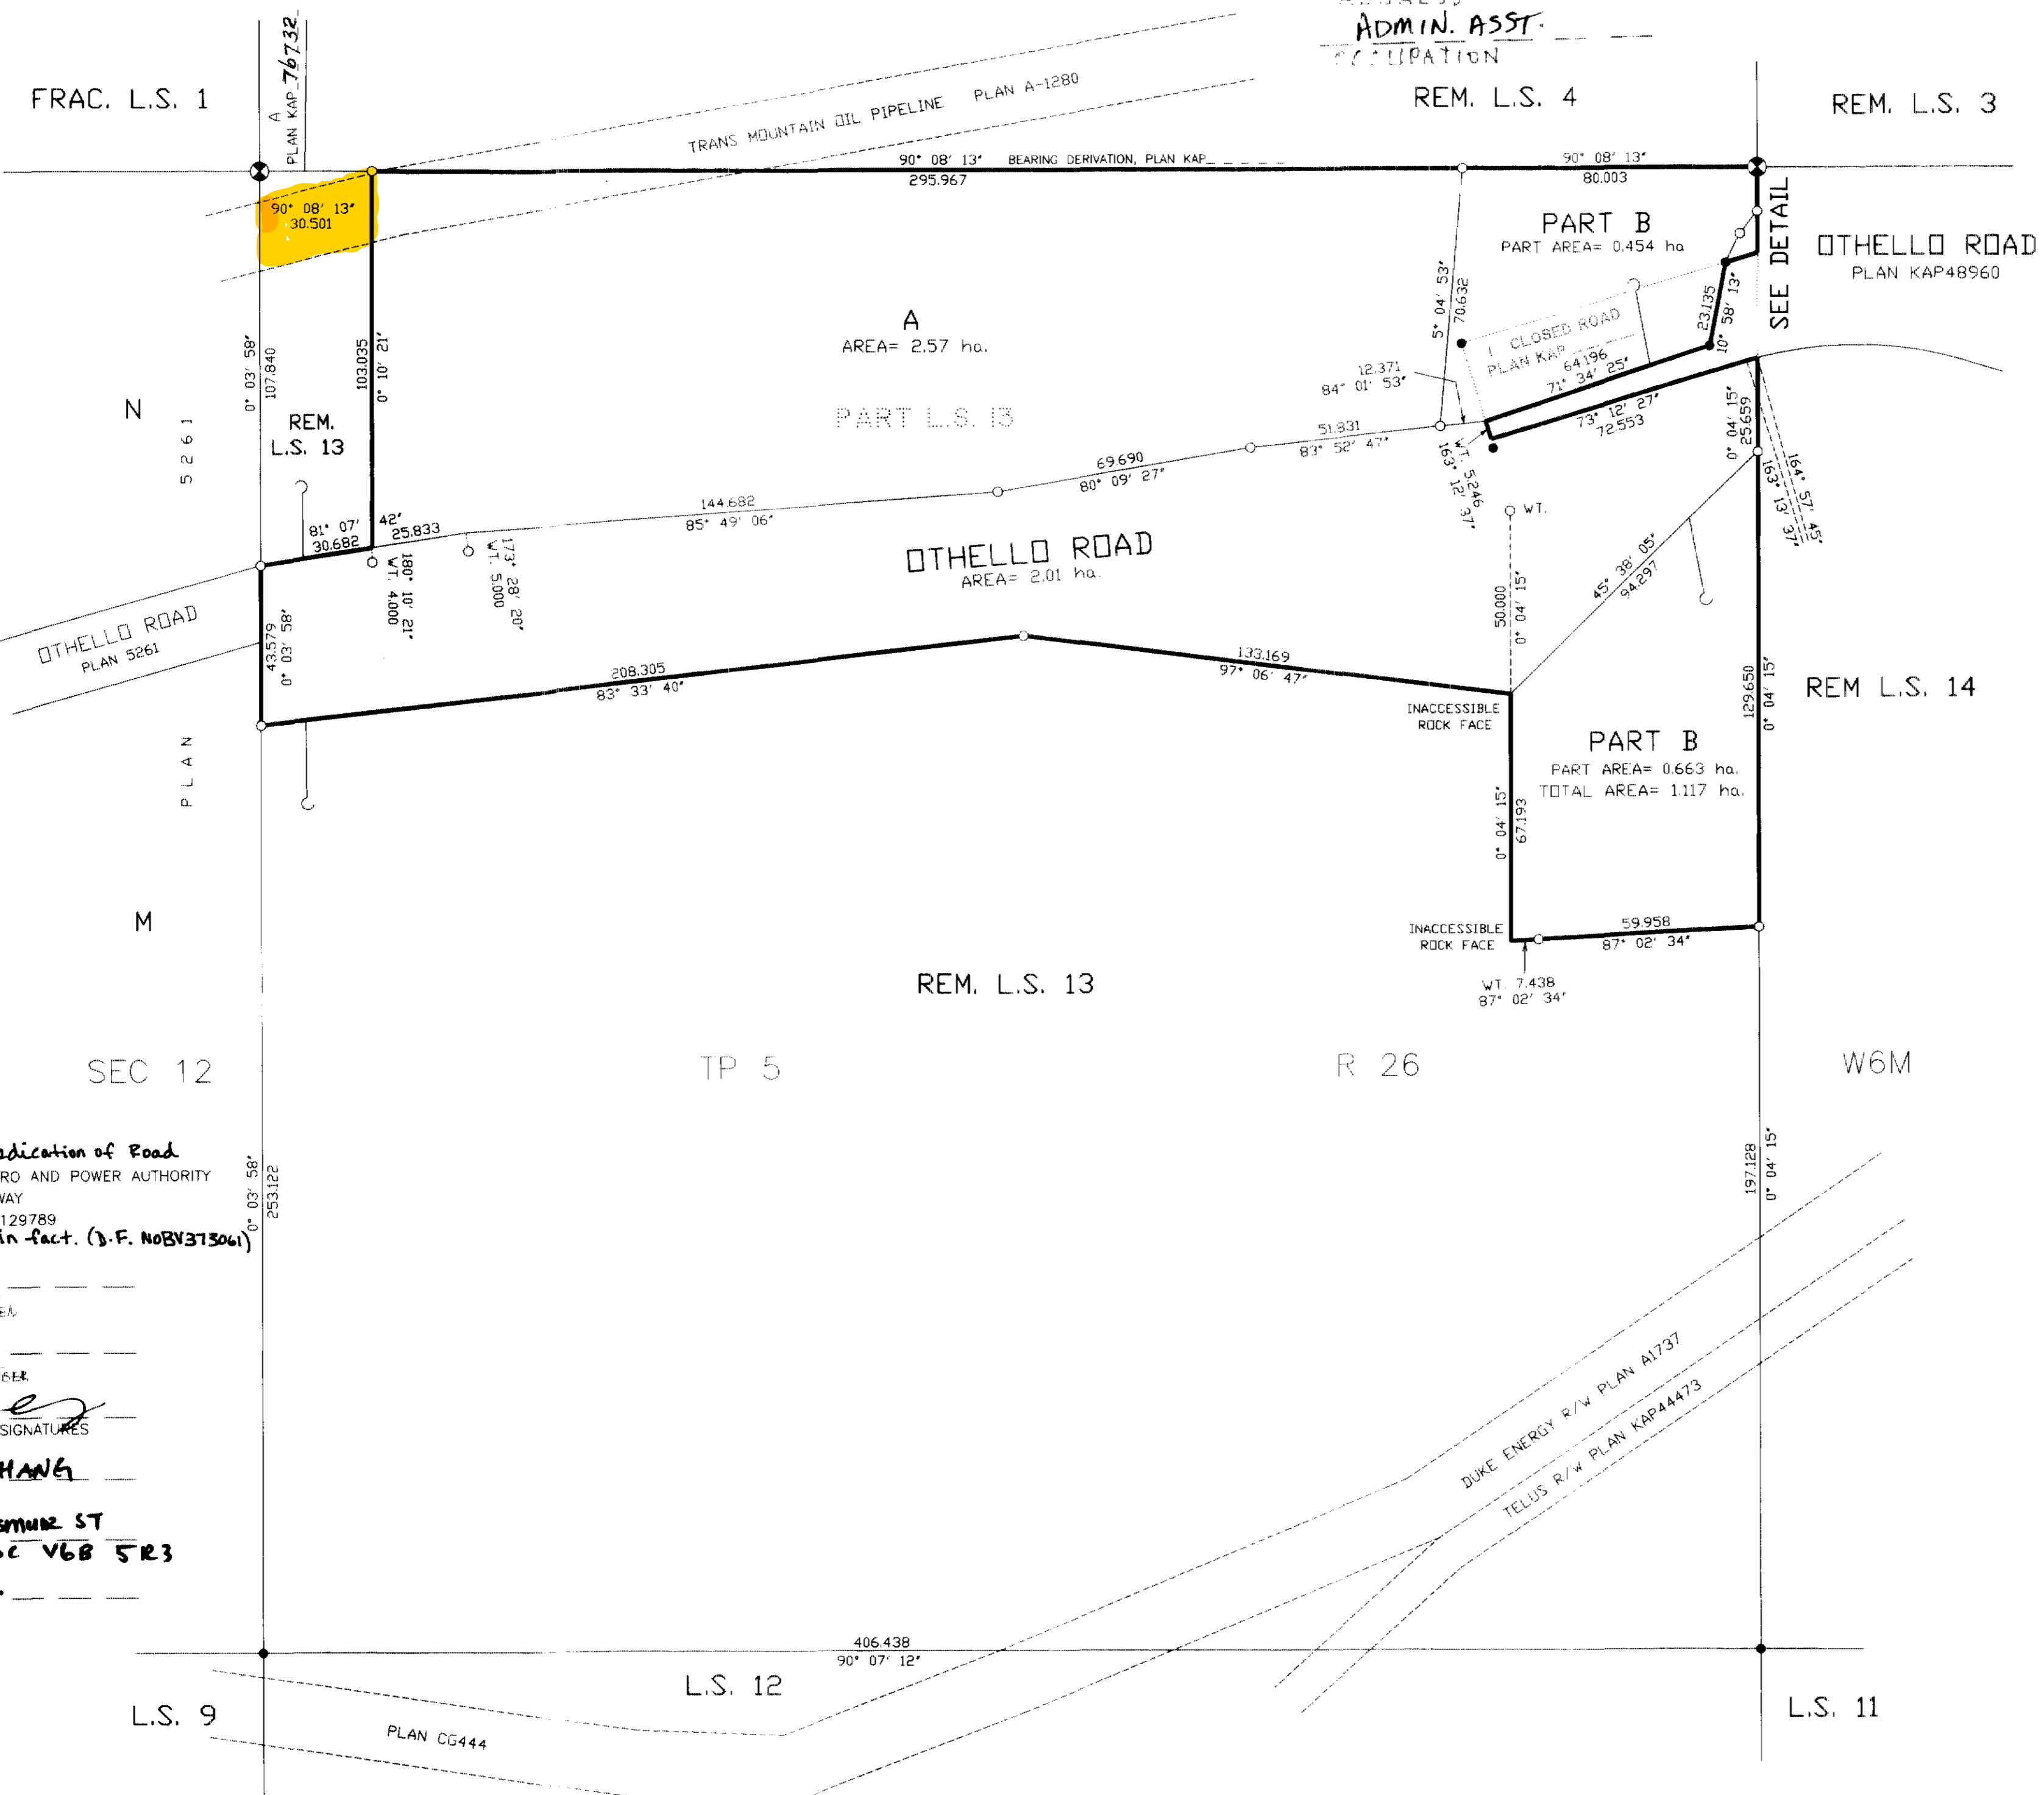 ADMIN. ASST.
OCCUPATION
FRAC. L.S. 1
A
PLAN KAP 76732
TRANS MOUNTAIN OIL PIPELINE PLAN A-1280
REM. L.S. 4
REM. L.S. 3
90° 08' 13" BEARING DERIVATION, PLAN KAP
295.967
90° 08' 13"
80.003
90° 08' 13"
30.501
PART B
PART AREA= 0.454 ha
SEE DETAIL
OTHELLO ROAD
PLAN KAP48960
A
AREA= 2.57 ha.
PART L.S. 13
5° 04' 53"
70.632
1 CLOSED ROAD
PLAN KAP
64.196
71° 34' 25"
23.135
10° 58' 13"
12.371
84° 01' 53"
73° 12' 27"
72.553
0° 04' 15"
25.659
164° 57' 45"
163° 13' 37"
0° 03' 58"
107.840
103.035
0° 10' 21"
N
5261
REM.
L.S. 13
81° 07' 42"
30.682
25.833
144.682
85° 49' 06"
69.690
80° 09' 27"
51.831
83° 52' 47"
WT. 5.246
163° 12' 37"
WT.
180° 10' 21"
WT. 4.000
173° 28' 20"
WT. 5.000
OTHELLO ROAD
AREA= 2.01 ha.
50.000
0° 04' 15"
45° 38' 05"
94.297
OTHELLO ROAD
PLAN 5261
43.579
0° 03' 58"
208.305
83° 33' 40"
133.169
97° 06' 47"
INACCESSIBLE
ROCK FACE
129.650
0° 04' 15"
REM L.S. 14
PLAN
PART B
PART AREA= 0.663 ha.
TOTAL AREA= 1.117 ha.
0° 04' 15"
67.193
M
INACCESSIBLE
ROCK FACE
59.958
87° 02' 34"
WT. 7.438
87° 02' 34"
REM. L.S. 13
SEC 12
TP 5
R 26
W6M
dication of Road
RO AND POWER AUTHORITY
WAY
129789
in fact. (D.F. NOBV373061)
0° 03' 58"
253.122
197.128
0° 04' 15"
SIGNATURES
HANG
smuir ST
BC V6B 5R3
DUKE ENERGY R/W PLAN A1737
TELUS R/W PLAN KAP44473
406.438
90° 07' 12"
L.S. 12
L.S. 9
L.S. 11
PLAN CG444